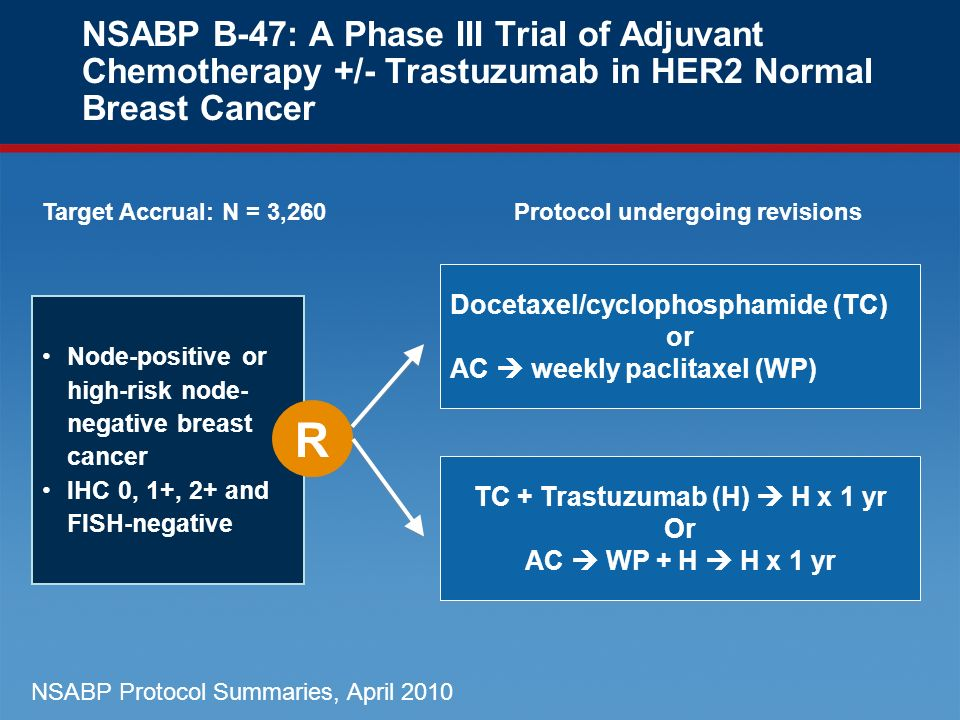 NSABP B-47: A Phase III Trial of Adjuvant
Chemotherapy +/- Trastuzumab in HER2 Normal
Breast Cancer
Target Accrual: N = 3,260
Protocol undergoing revisions
• Node-positive or
high-risk node-
negative breast
cancer
• IHC 0, 1+, 2+ and
FISH-negative
R
Docetaxel/cyclophosphamide (TC)
or
AC → weekly paclitaxel (WP)
TC + Trastuzumab (H) → H x 1 yr
Or
AC → WP + H → H x 1 yr
NSABP Protocol Summaries, April 2010